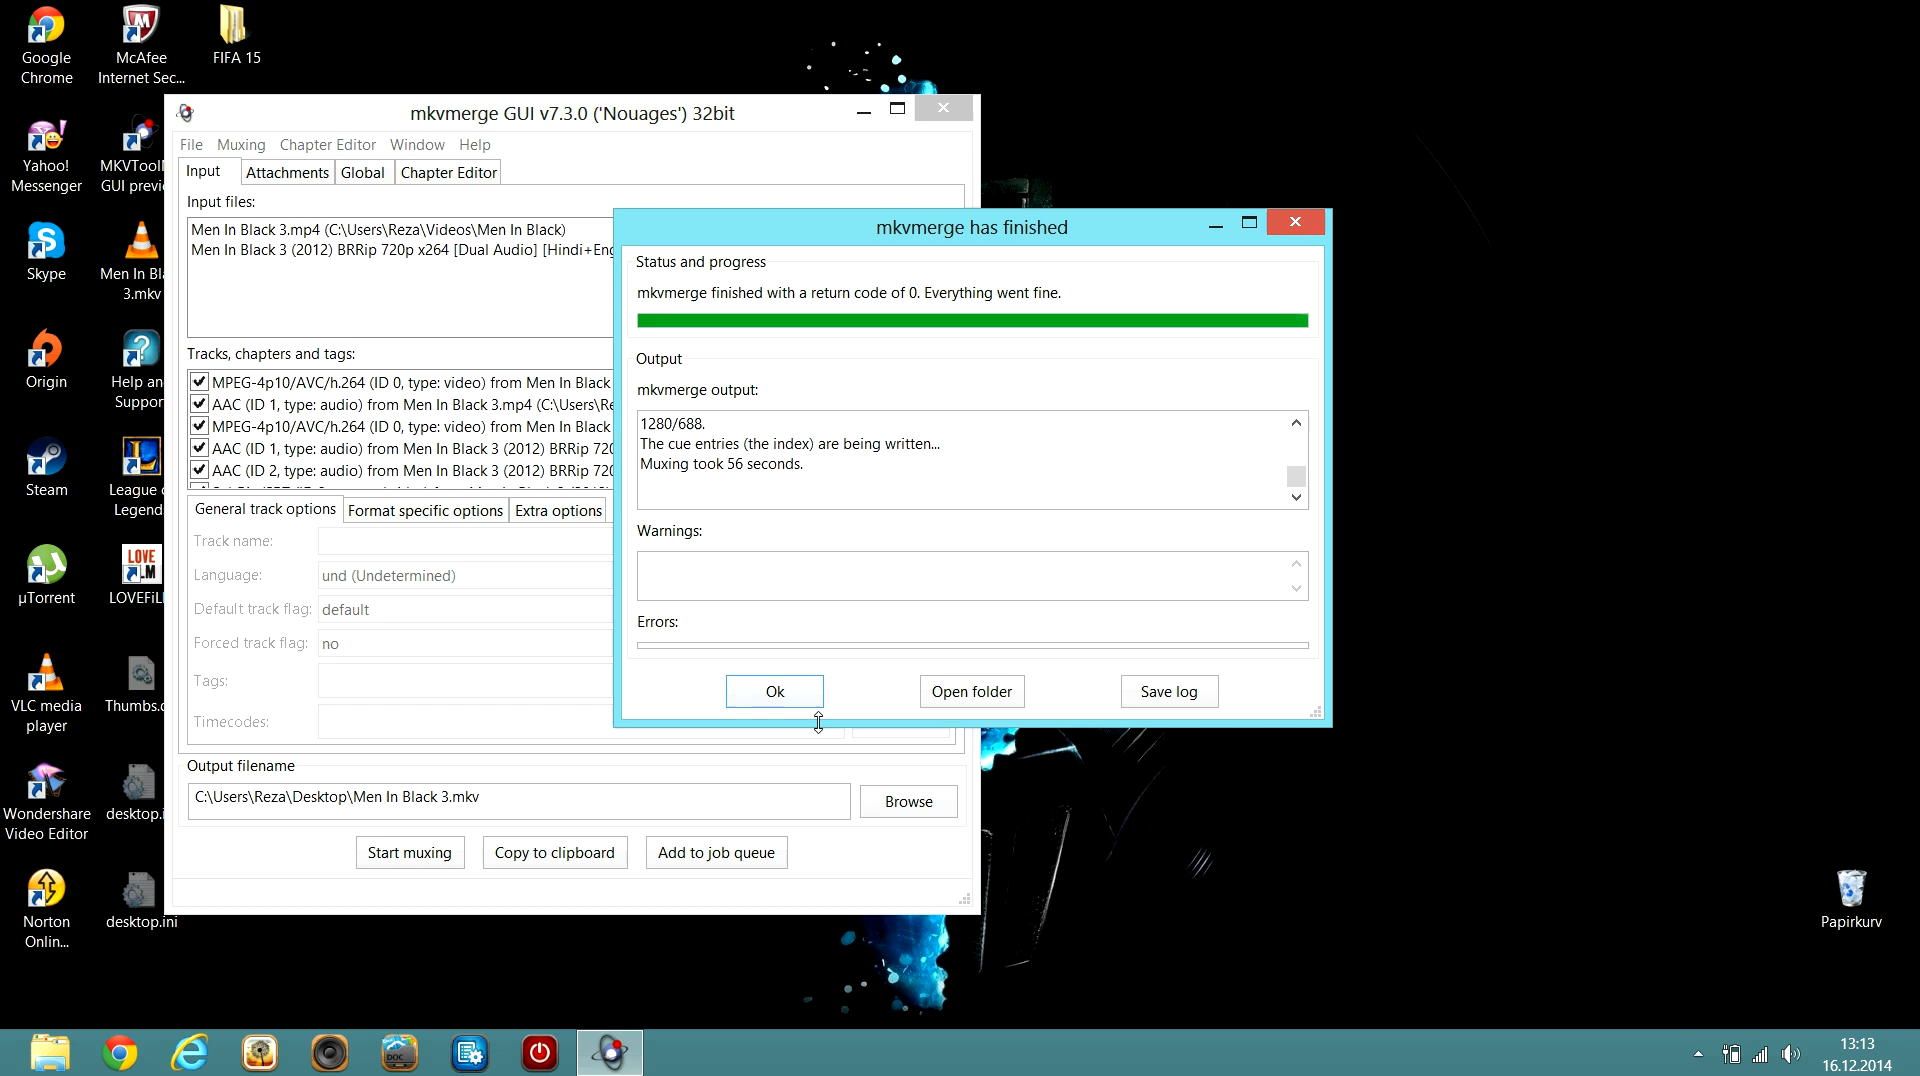 Google
Chrome
McAfee
Internet Sec...
FIFA 15
Yahoo!
Messenger
MKVTool
GUI previ
Skype
Men In Bl
3.mkv
Origin
Help an
Suppor
Steam
League
Legend
µTorrent
LOVE
LOVEFiL
VLC media
player
Thumbs.
Wondershare
Video Editor
desktop.i
Norton
Onlin...
desktop.ini
mkvmerge GUI v7.3.0 ('Nouages') 32bit
File Muxing Chapter Editor Window Help
Input Attachments Global Chapter Editor
Input files:
Men In Black 3.mp4 (C:\Users\Reza\Videos\Men In Black)
Men In Black 3 (2012) BRRip 720p x264 [Dual Audio] [Hindi+Eng
Tracks, chapters and tags:
MPEG-4p10/AVC/h.264 (ID 0, type: video) from Men In Black
AAC (ID 1, type: audio) from Men In Black 3.mp4 (C:\Users\Re
MPEG-4p10/AVC/h.264 (ID 0, type: video) from Men In Black
AAC (ID 1, type: audio) from Men In Black 3 (2012) BRRip 720
AAC (ID 2, type: audio) from Men In Black 3 (2012) BRRip 720
General track options Format specific options Extra options
Track name:
Language: und (Undetermined)
Default track flag: default
Forced track flag: no
Tags:
Timecodes:
Output filename
C:\Users\Reza\Desktop\Men In Black 3.mkv
Browse
Start muxing Copy to clipboard Add to job queue
mkvmerge has finished
Status and progress
mkvmerge finished with a return code of 0. Everything went fine.
Output
mkvmerge output:
1280/688.
The cue entries (the index) are being written...
Muxing took 56 seconds.
Warnings:
Errors:
Ok Open folder Save log
Papirkurv
DOC
13:13
16.12.2014